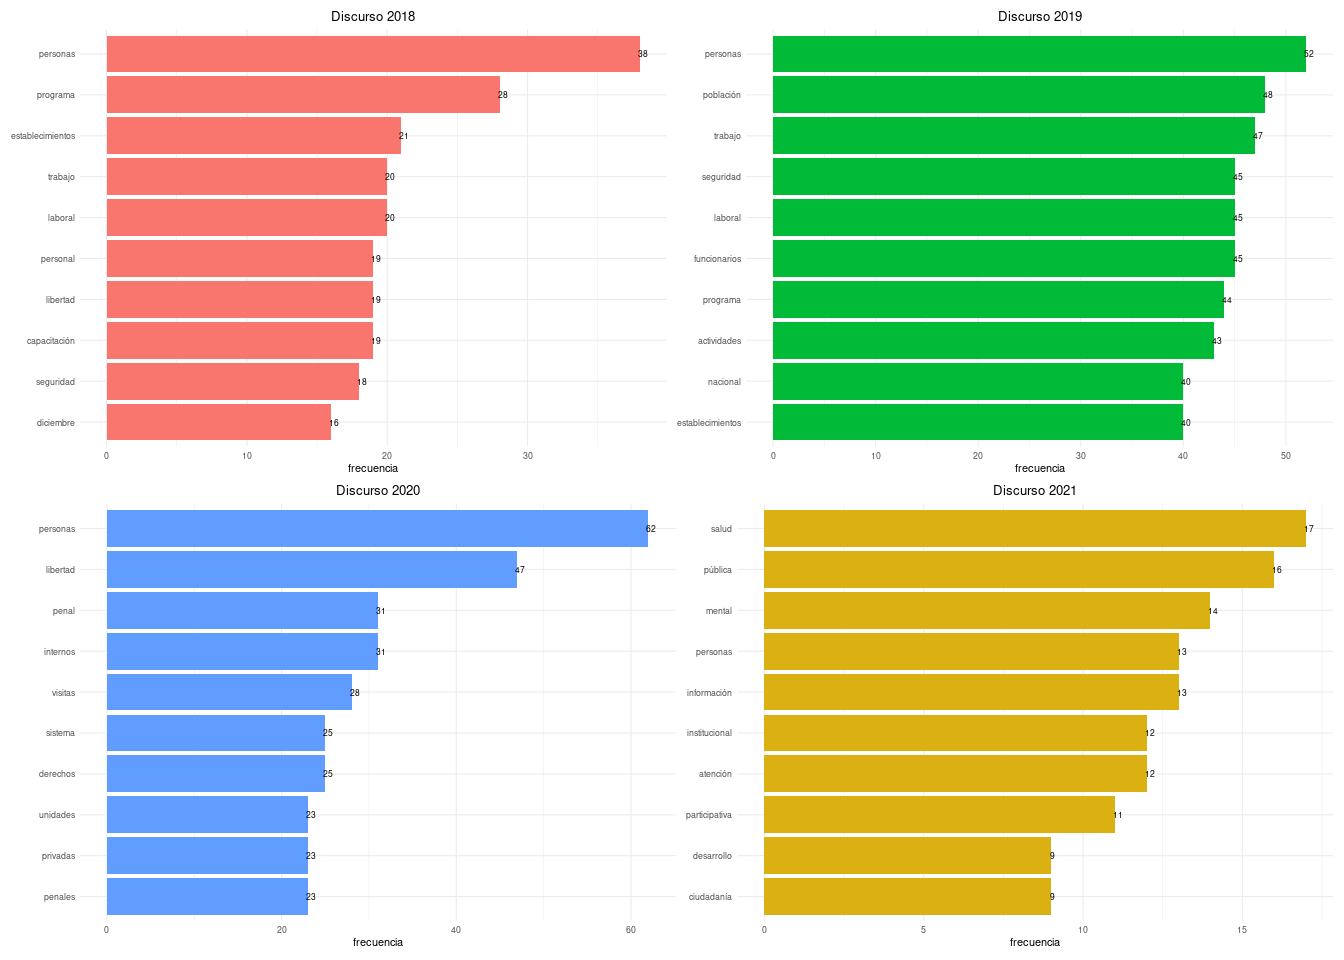 Discurso 2018
personas 38
programa 28
establecimientos 21
trabajo 20
laboral 20
personal 19
libertad 19
capacitación 19
seguridad 18
diciembre 16
0 10 20 30
frecuencia
Discurso 2019
personas 52
población 48
trabajo 47
seguridad 45
laboral 45
funcionarios 45
programa 44
actividades 43
nacional 40
establecimientos 40
0 10 20 30 40 50
frecuencia
Discurso 2020
personas 62
libertad 47
penal 31
internos 31
visitas 28
sistema 25
derechos 25
unidades 23
privadas 23
penales 23
0 20 40 60
frecuencia
Discurso 2021
salud 17
pública 16
mental 14
personas 13
información 13
institucional 12
atención 12
participativa 11
desarrollo 9
ciudadanía 9
0 5 10 15
frecuencia